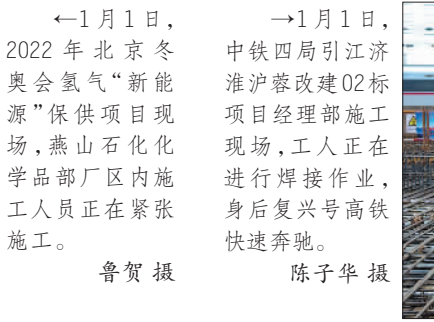 ←1月1日，
2022年北京冬
奥会氢气“新能
源”保供项目现
场，燕山石化化
学品部厂区内施
工人员正在紧张
施工。
鲁贺 摄
→1月1日，
中铁四局引江济
淮沪蓉改建02标
项目经理部施工
现场，工人正在
进行焊接作业，
身后复兴号高铁
快速奔驰。
陈子华 摄